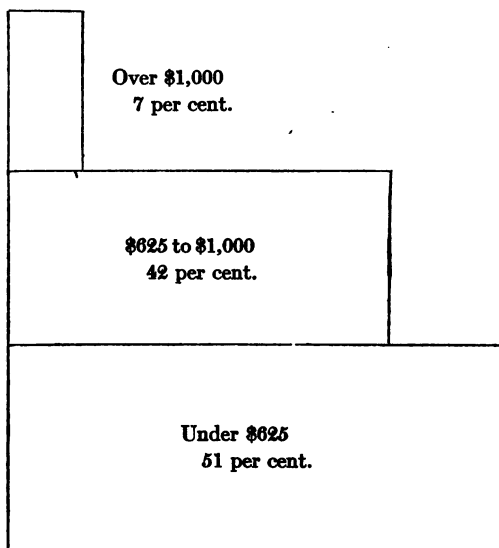 Over $1,000
7 per cent.
$625 to $1,000
42 per cent.
Under $625
51 per cent.